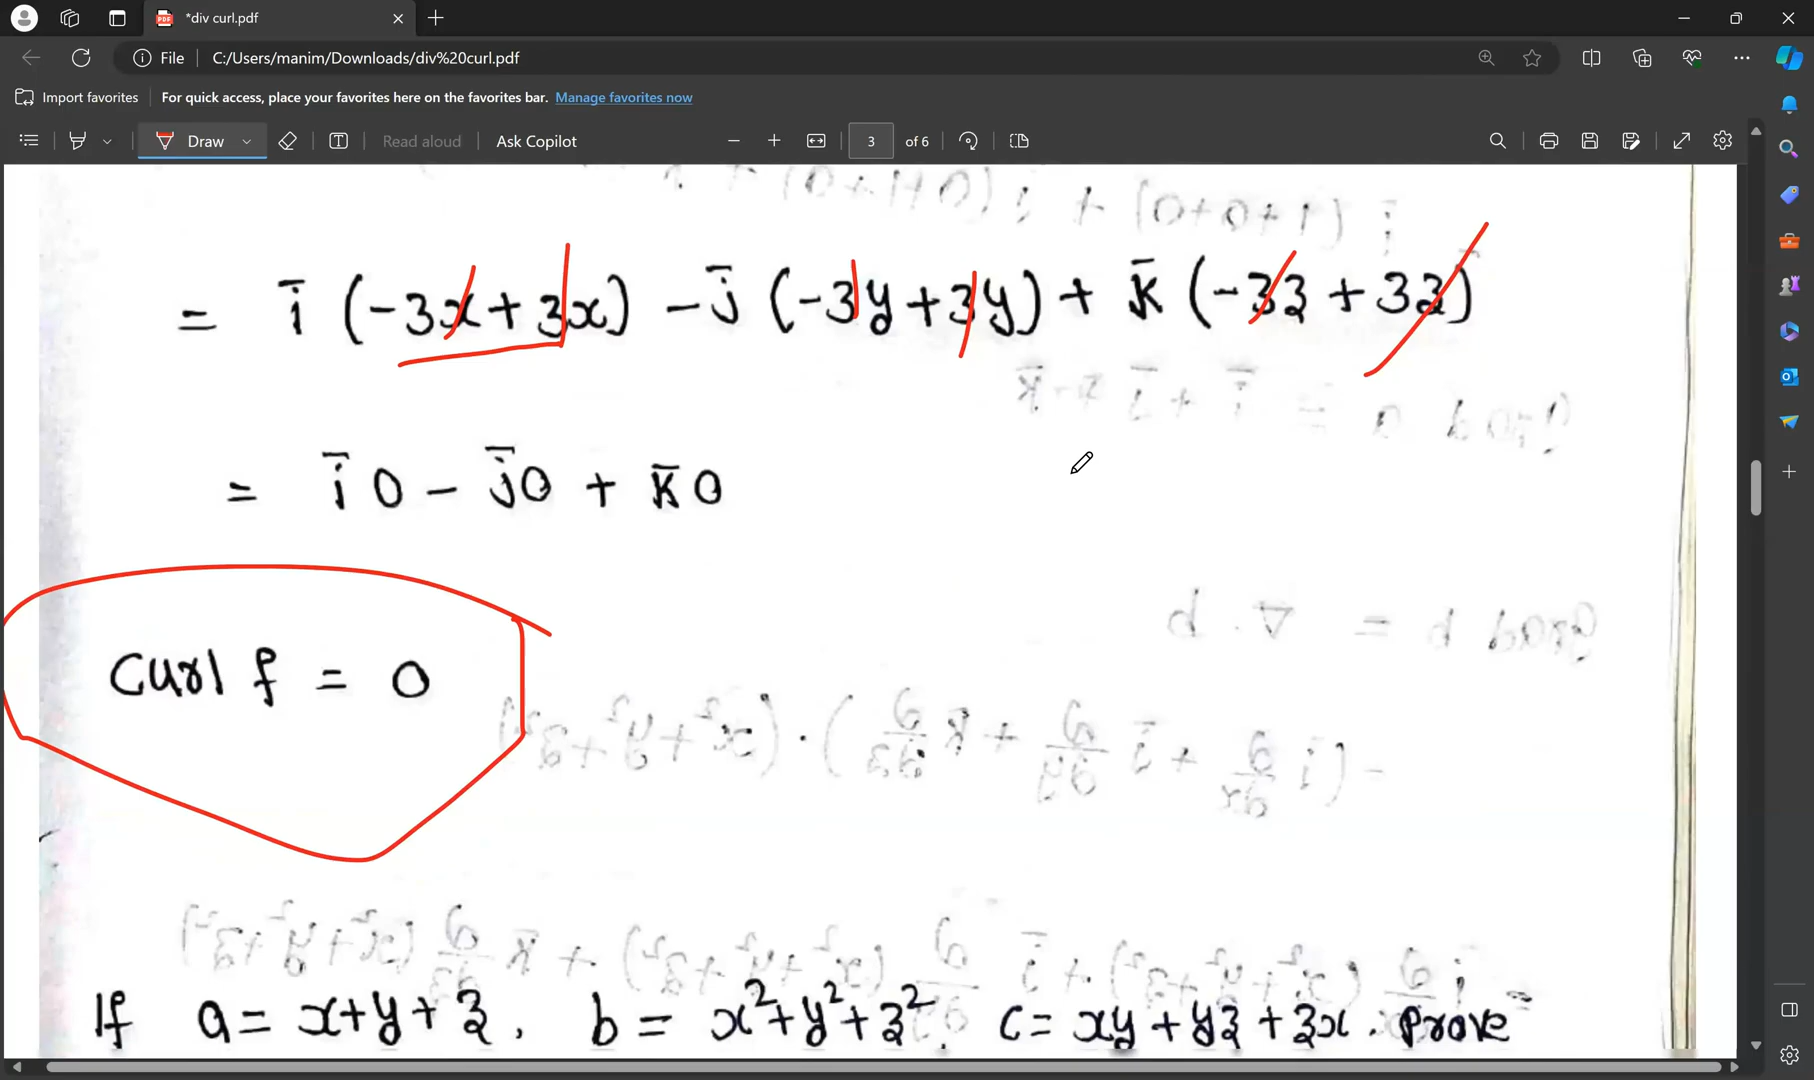 *div curl.pdf
File C:/Users/manim/Downloads/div%20curl.pdf
Import favorites For quick access, place your favorites here on the favorites bar. Manage favorites now
Draw Read aloud Ask Copilot 3 of 6
= i̅ (-3x + 3x) - j̅ (-3y + 3y) + k̅ (-3z + 3z)
= i̅ 0 - j̅ 0 + k̅ 0
Curl f = 0
If a = x+y+z, b = x²+y²+z², c = xy+yz+zx. Prove